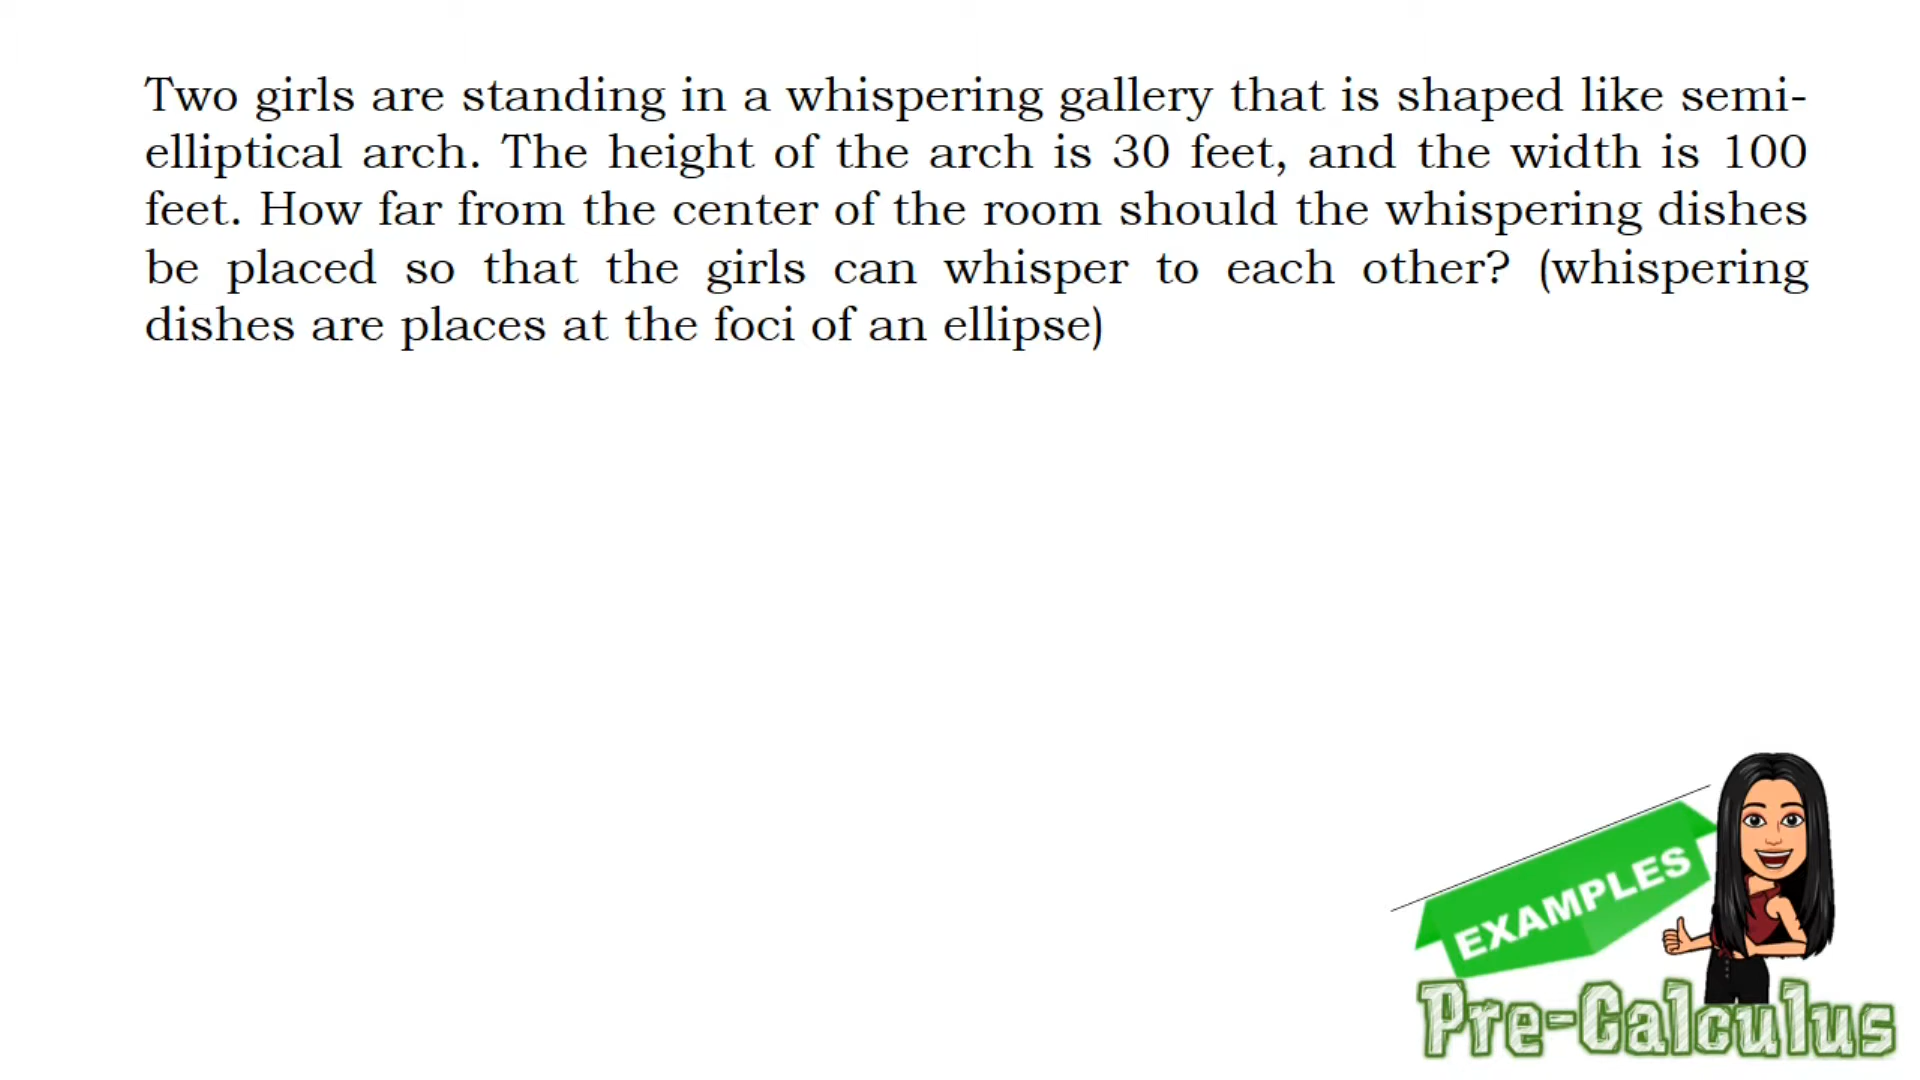 Two girls are standing in a whispering gallery that is shaped like semi-
elliptical arch. The height of the arch is 30 feet, and the width is 100
feet. How far from the center of the room should the whispering dishes
be placed so that the girls can whisper to each other? (whispering
dishes are places at the foci of an ellipse)
EXAMPLES
Pre-Calculus